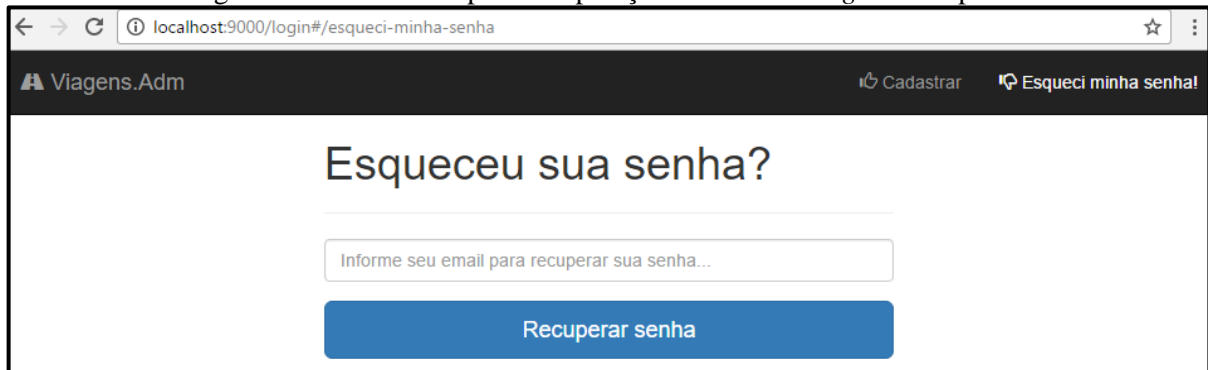 localhost:9000/login#/esqueci-minha-senha
Viagens.Adm Cadastrar Esqueci minha senha!
Esqueceu sua senha?
Informe seu email para recuperar sua senha...
Recuperar senha